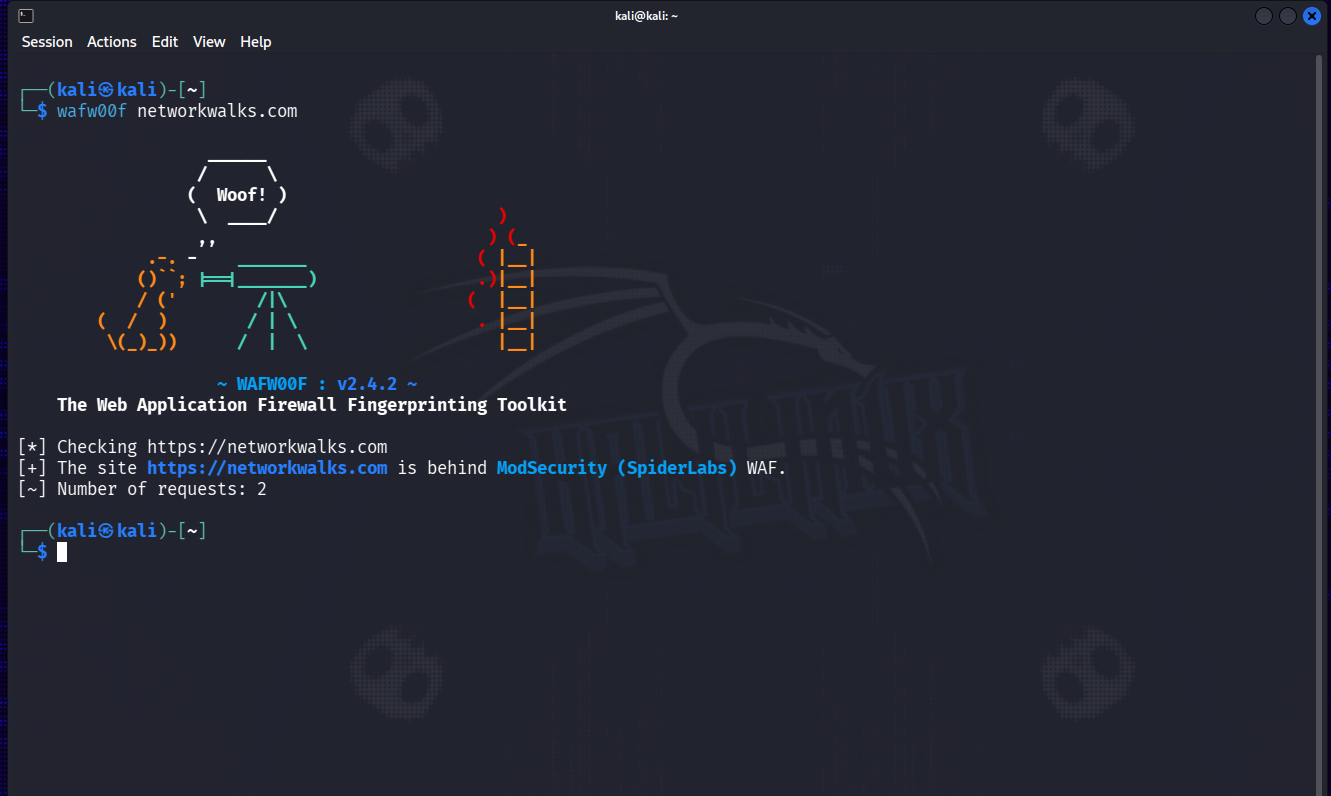 kali@kali: ~
Session Actions Edit View Help
┌──(kali㉿kali)-[~]
└─$ wafw00f networkwalks.com
Woof!
~ WAFW00F : v2.4.2 ~
The Web Application Firewall Fingerprinting Toolkit
[*] Checking https://networkwalks.com
[+] The site https://networkwalks.com is behind ModSecurity (SpiderLabs) WAF.
[~] Number of requests: 2
┌──(kali㉿kali)-[~]
└─$
KALI LINUX